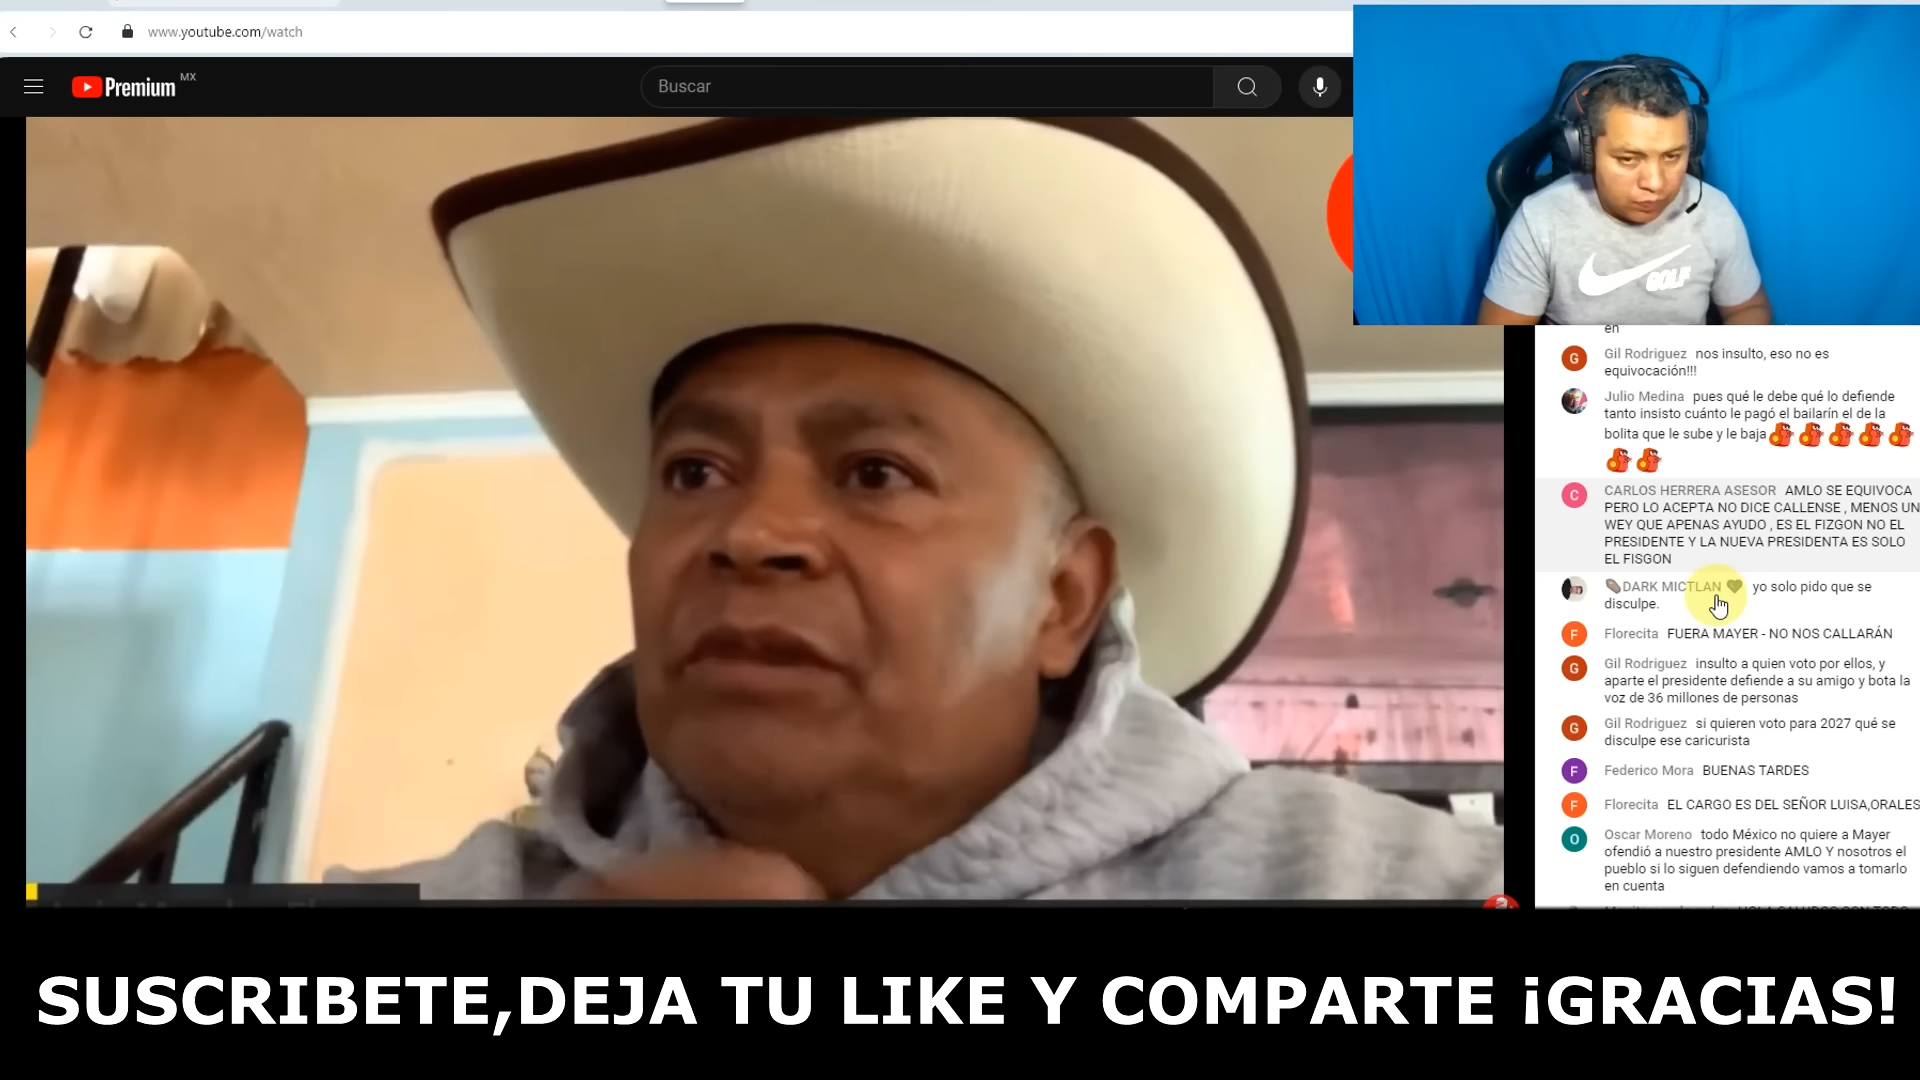 www.youtube.com/watch
Premium MX
Buscar
GOLF
en
Gil Rodriguez nos insulto, eso no es
equivocación!!!
Julio Medina pues qué le debe qué lo defiende
tanto insisto cuánto le pagó el bailarín el de la
bolita que le sube y le baja
CARLOS HERRERA ASESOR AMLO SE EQUIVOCA
PERO LO ACEPTA NO DICE CALLENSE , MENOS UN
WEY QUE APENAS AYUDO , ES EL FIZGON NO EL
PRESIDENTE Y LA NUEVA PRESIDENTA ES SOLO
EL FISGON
DARK MICTLAN yo solo pido que se
disculpe.
Florecita FUERA MAYER - NO NOS CALLARÁN
Gil Rodriguez insulto a quien voto por ellos, y
aparte el presidente defiende a su amigo y bota la
voz de 36 millones de personas
Gil Rodriguez si quieren voto para 2027 qué se
disculpe ese caricurista
Federico Mora BUENAS TARDES
Florecita EL CARGO ES DEL SEÑOR LUISA,ORALES
Oscar Moreno todo México no quiere a Mayer
ofendió a nuestro presidente AMLO Y nosotros el
pueblo si lo siguen defendiendo vamos a tomarlo
en cuenta
SUSCRIBETE,DEJA TU LIKE Y COMPARTE ¡GRACIAS!